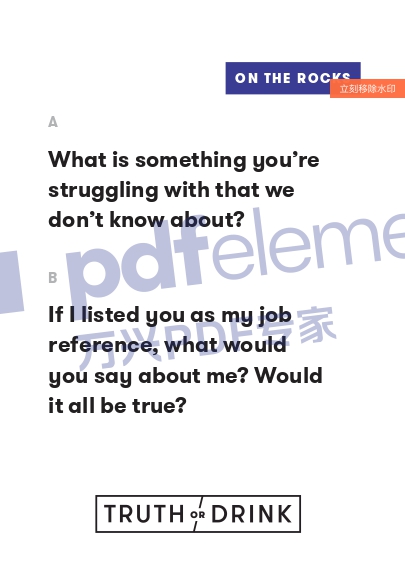 ON THE ROCKS
立刻移除水印
A
What is something you're
struggling with that we
don't know about?
pdfeleme
B
If I listed you as my job
reference, what would
you say about me? Would
it all be true?
万兴PDF专家
TRUTH OR DRINK